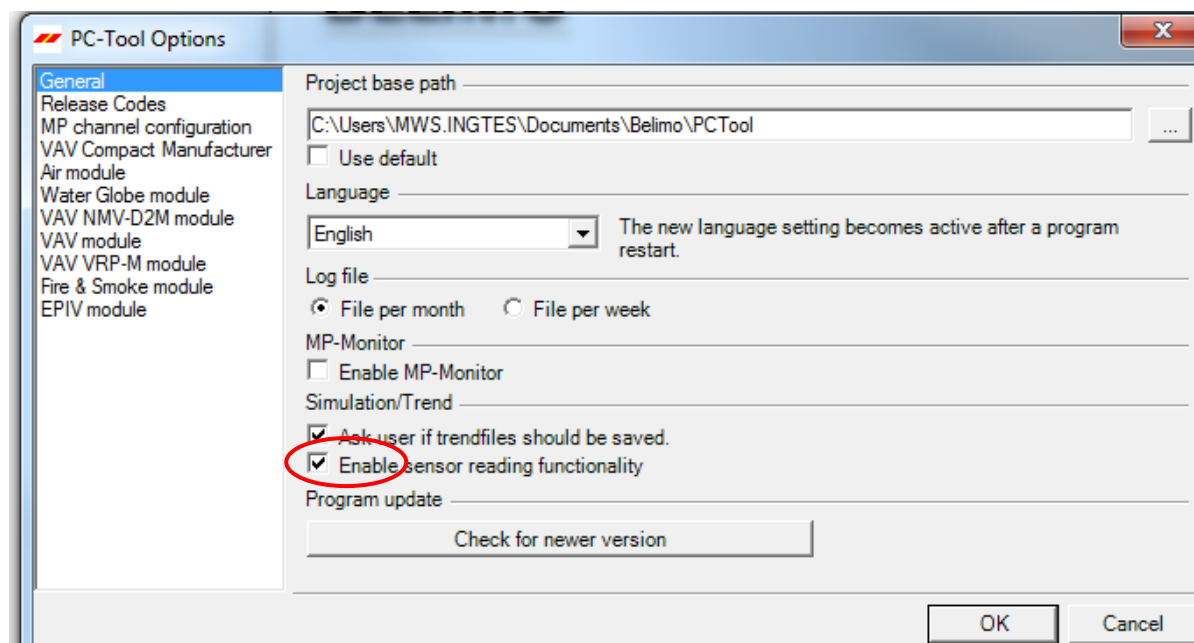 PC-Tool Options
x
General
Release Codes
MP channel configuration
VAV Compact Manufacturer
Air module
Water Globe module
VAV NMV-D2M module
VAV module
VAV VRP-M module
Fire & Smoke module
EPIV module
Project base path
C:\Users\MWS.INGTES\Documents\Belimo\PCTool
...
Use default
Language
English
The new language setting becomes active after a program
restart.
Log file
File per month
File per week
MP-Monitor
Enable MP-Monitor
Simulation/Trend
Ask user if trendfiles should be saved.
Enable sensor reading functionality
Program update
Check for newer version
OK
Cancel